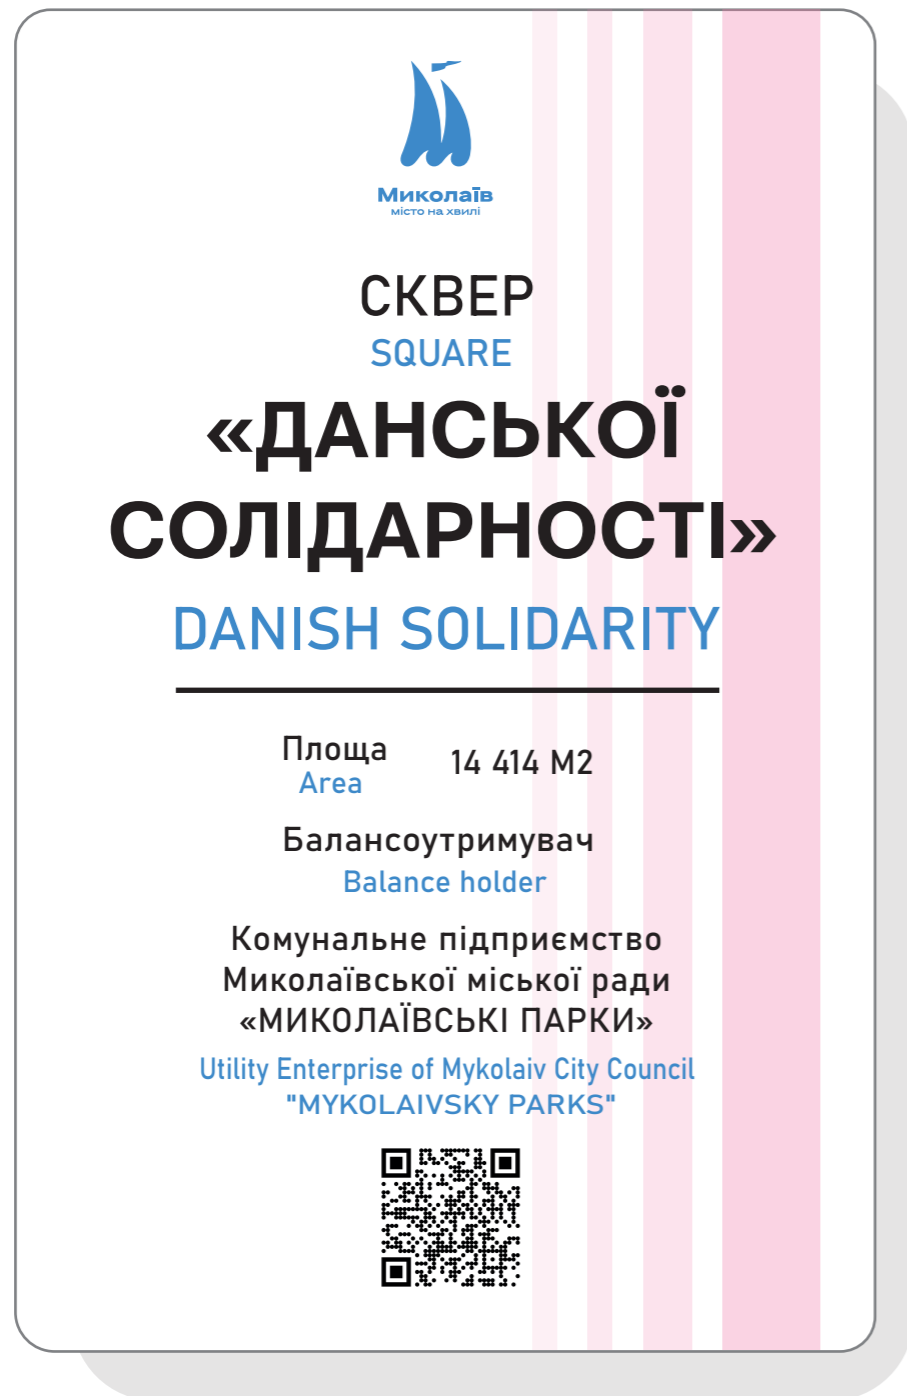 Миколаїв
місто на хвилі
СКВЕР
SQUARE
«ДАНСЬКОЇ
СОЛІДАРНОСТІ»
DANISH SOLIDARITY
Площа 14 414 М2
Area
Балансоутримувач
Balance holder
Комунальне підприємство
Миколаївської міської ради
«МИКОЛАЇВСЬКІ ПАРКИ»
Utility Enterprise of Mykolaiv City Council
"MYKOLAIVSKY PARKS"